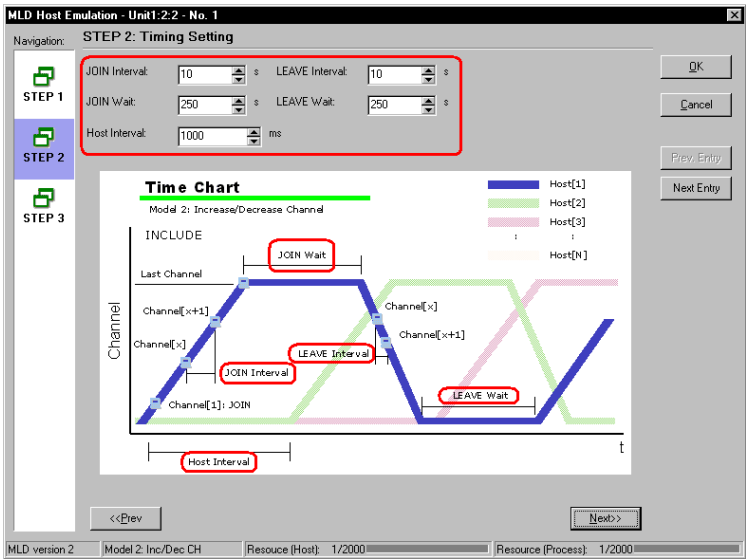 MLD Host Emulation - Unit1:2:2 - No. 1
Navigation:
STEP 1
STEP 2
STEP 3
STEP 2: Timing Setting
JOIN Interval: 10 s LEAVE Interval: 10 s
JOIN Wait: 250 s LEAVE Wait: 250 s
Host Interval: 1000 ms
OK
Cancel
Prev. Entry
Next Entry
Time Chart
Model 2: Increase/Decrease Channel
Host[1]
Host[2]
Host[3]
: :
Host[N]
INCLUDE
JOIN Wait
Last Channel
Channel[x+1]
Channel[x]
Channel[x]
Channel[x+1]
LEAVE Interval
JOIN Interval
LEAVE Wait
Channel[1]: JOIN
Channel
t
Host Interval
<<Prev
Next>>
MLD version 2 Model 2: Inc/Dec CH Resouce (Host): 1/2000 Resource (Process): 1/2000